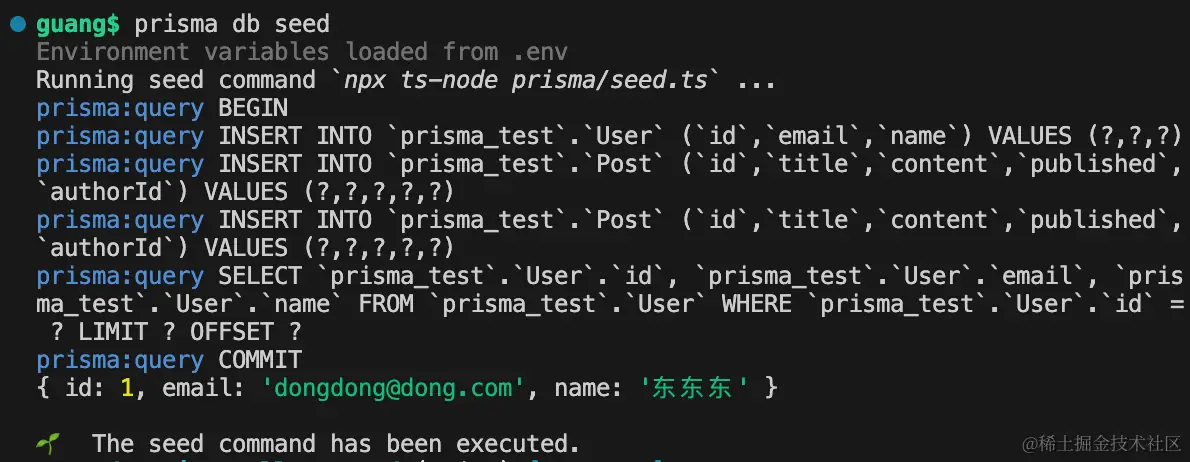 guang$ prisma db seed
Environment variables loaded from .env
Running seed command `npx ts-node prisma/seed.ts` ...
prisma:query BEGIN
prisma:query INSERT INTO `prisma_test`.`User` (`id`,`email`,`name`) VALUES (?,?,?)
prisma:query INSERT INTO `prisma_test`.`Post` (`id`,`title`,`content`,`published`,
`authorId`) VALUES (?,?,?,?,?)
prisma:query INSERT INTO `prisma_test`.`Post` (`id`,`title`,`content`,`published`,
`authorId`) VALUES (?,?,?,?,?)
prisma:query SELECT `prisma_test`.`User`.`id`, `prisma_test`.`User`.`email`, `pris
ma_test`.`User`.`name` FROM `prisma_test`.`User` WHERE `prisma_test`.`User`.`id` =
 ? LIMIT ? OFFSET ?
prisma:query COMMIT
{ id: 1, email: 'dongdong@dong.com', name: '东东东' }
The seed command has been executed.
@稀土掘金技术社区